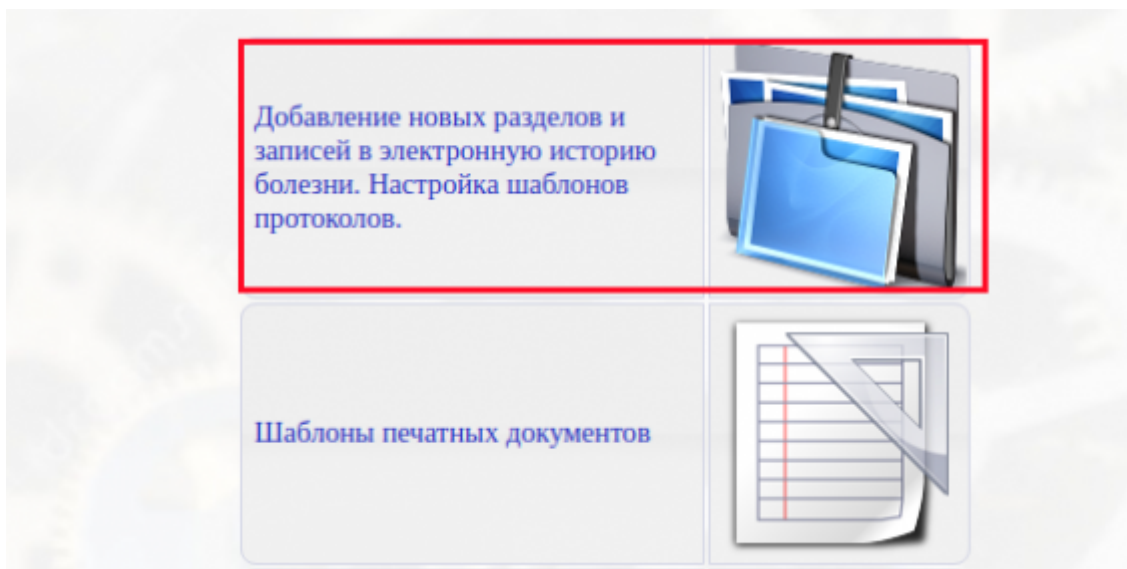 Добавление новых разделов и
записей в электронную историю
болезни. Настройка шаблонов
протоколов.
Шаблоны печатных документов